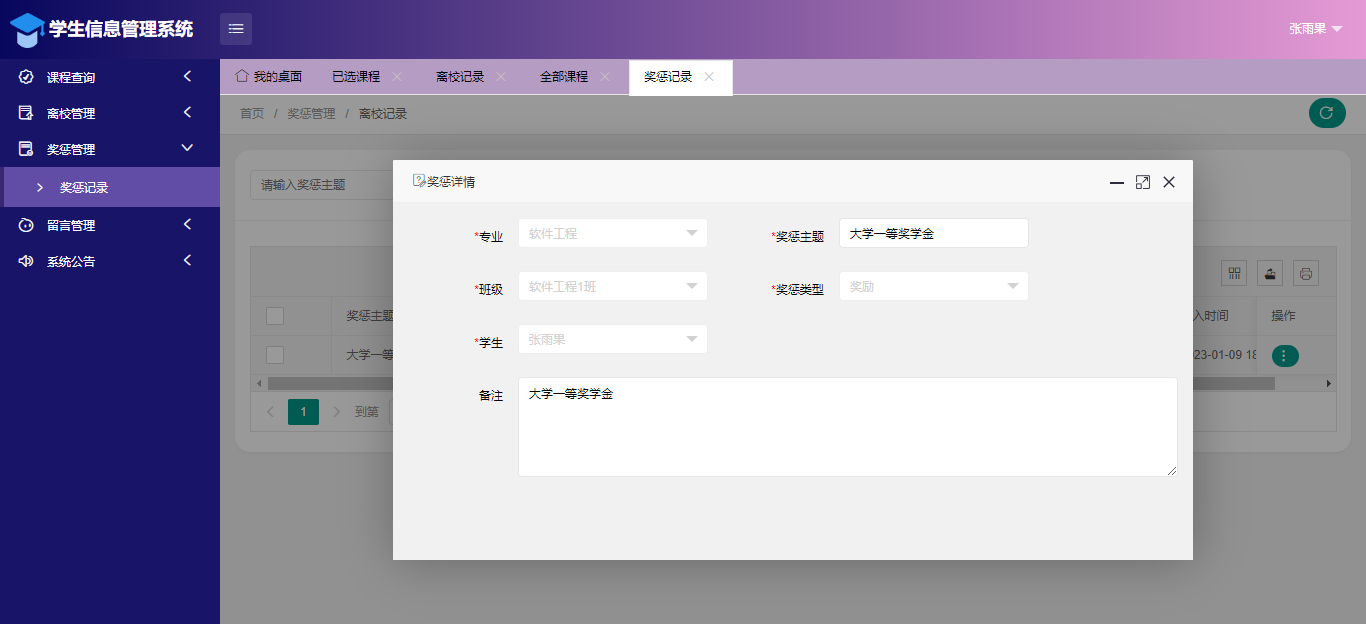 学生信息管理系统
张雨果
课程查询
离校管理
奖惩管理
奖惩记录
留言管理
系统公告
我的桌面 已选课程 离校记录 全部课程 奖惩记录
首页 / 奖惩管理 / 离校记录
请输入奖惩主题
奖惩主题
入时间 操作
大学一等
23-01-09 18
1 到第
奖惩详情
*专业 软件工程 *奖惩主题 大学一等奖学金
*班级 软件工程1班 *奖惩类型 奖励
*学生 张雨果
备注 大学一等奖学金